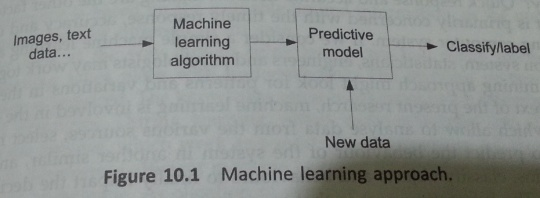 Images, text
data...
Machine
learning
algorithm
Predictive
model
Classify/label
New data
Figure 10.1 Machine learning approach.